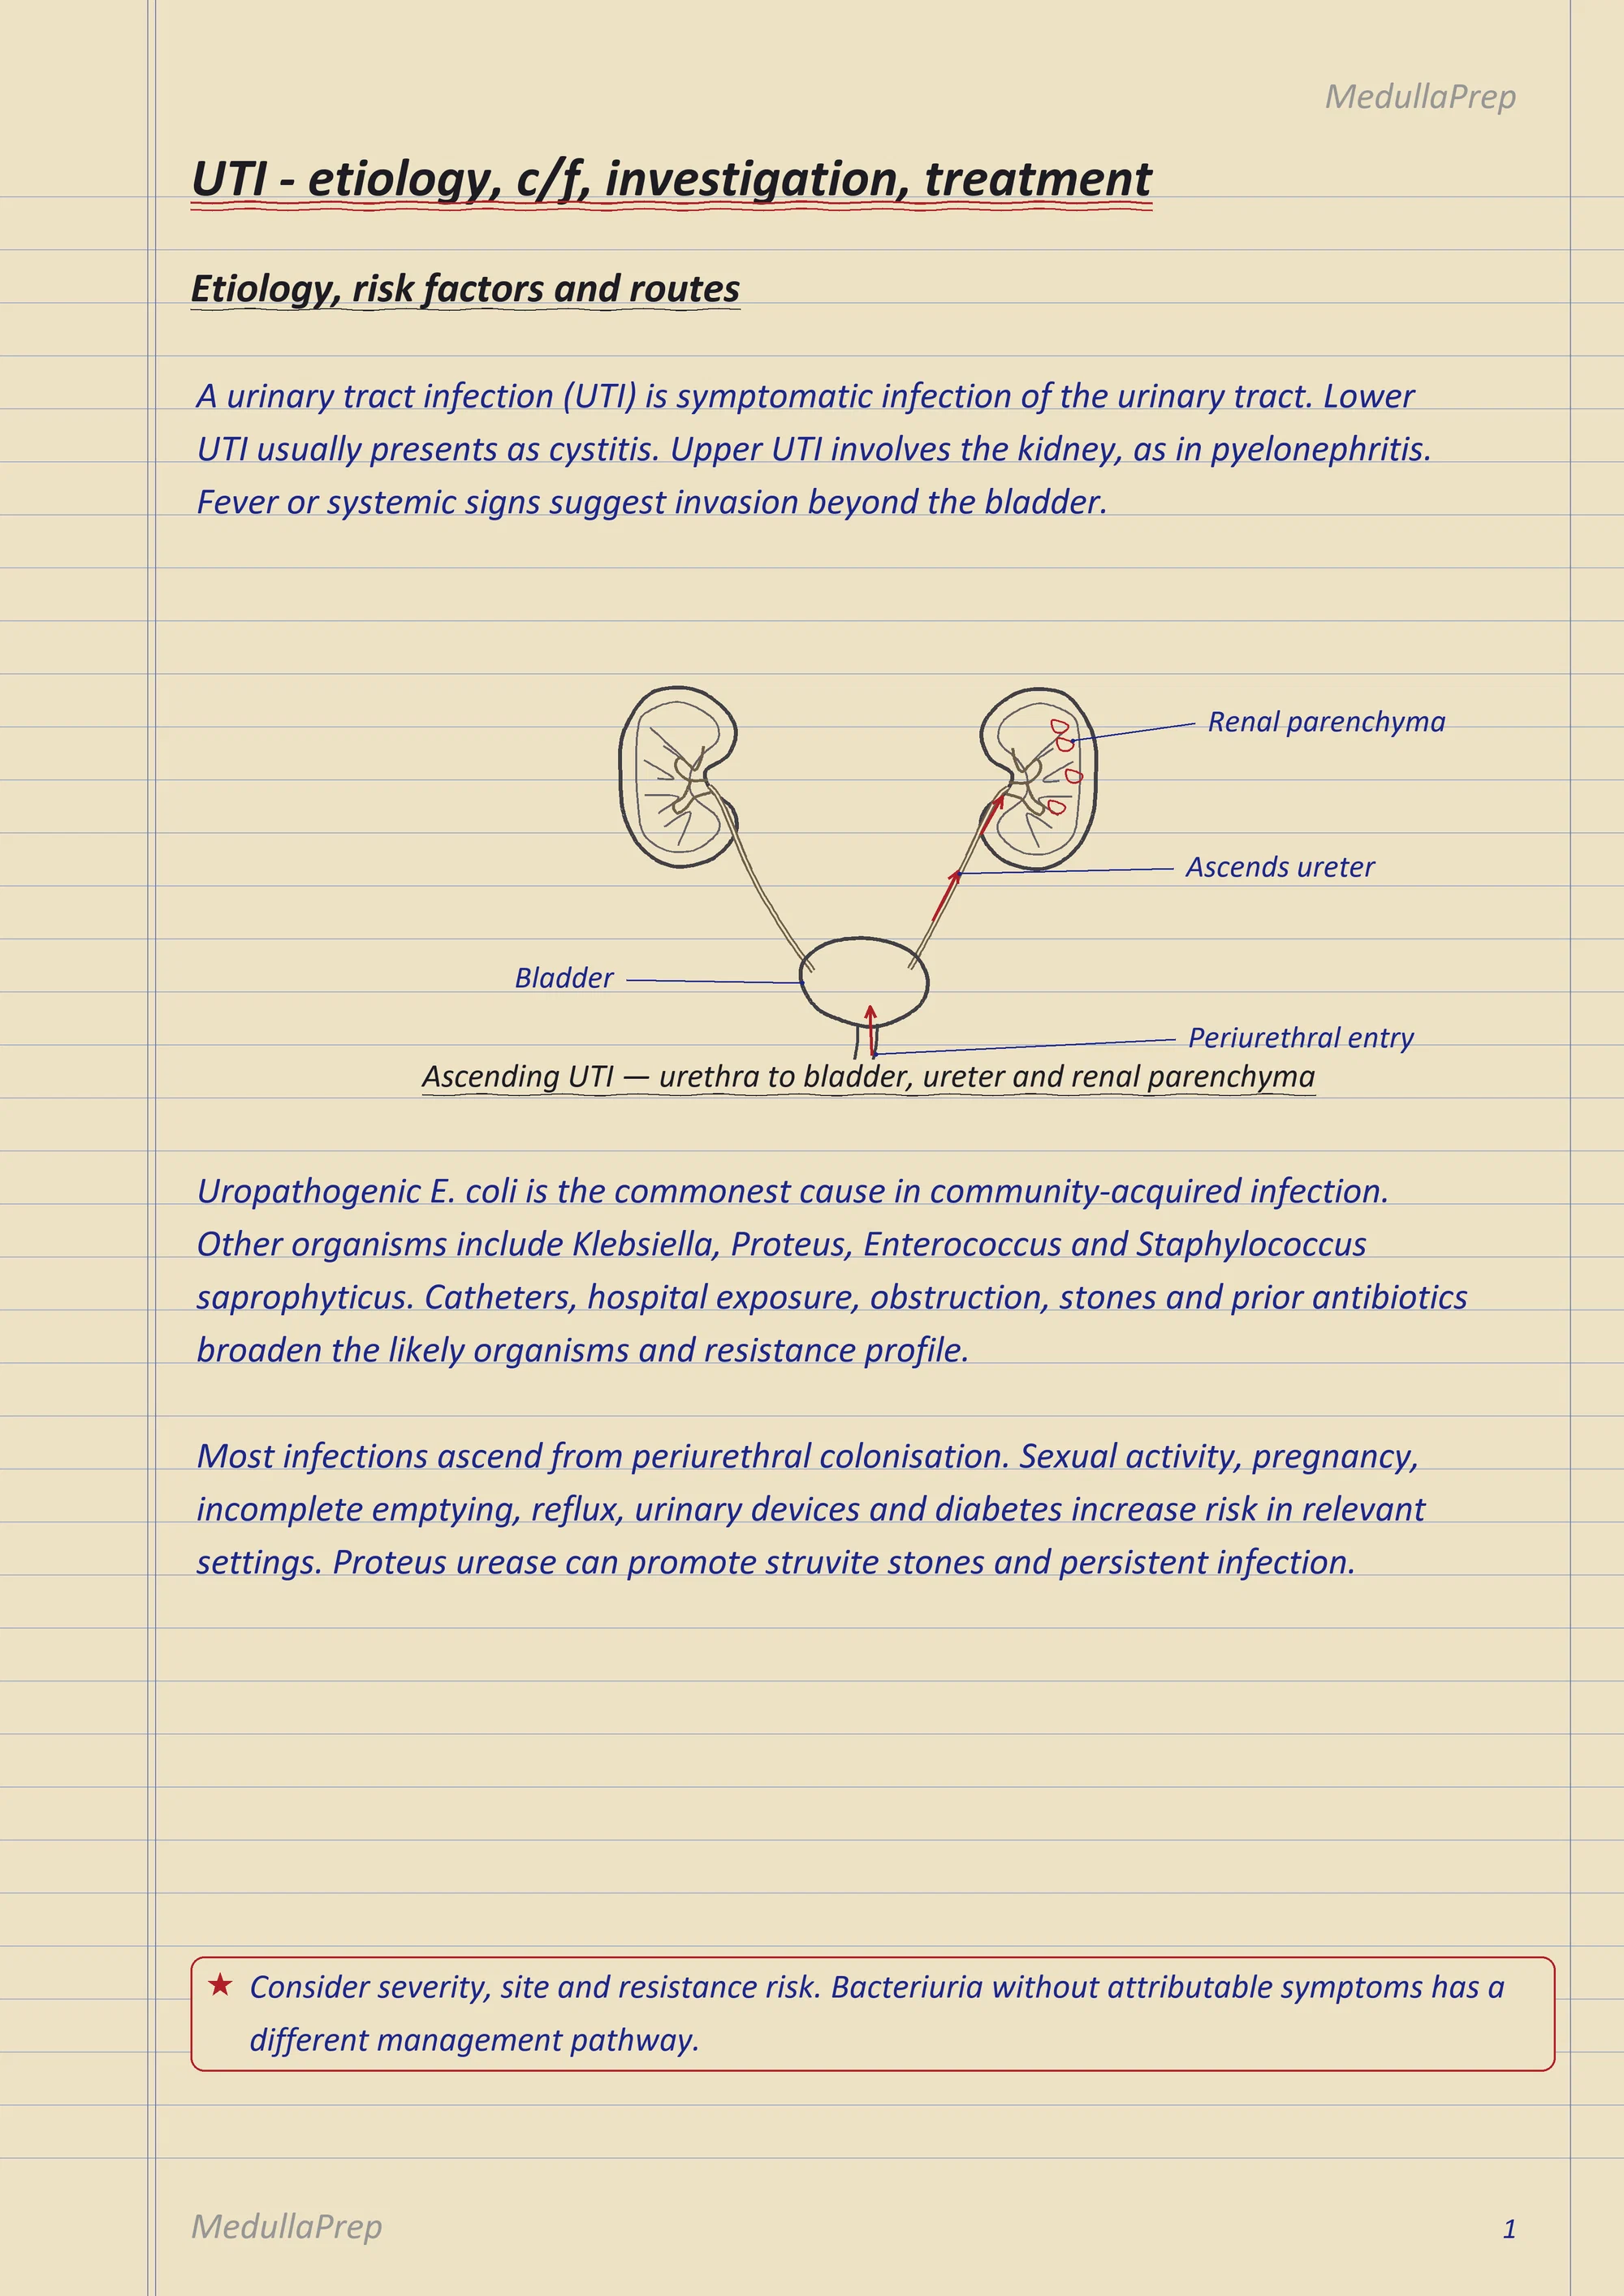 MedullaPrep
UTI - etiology, c/f, investigation, treatment
Etiology, risk factors and routes
A urinary tract infection (UTI) is symptomatic infection of the urinary tract. Lower
UTI usually presents as cystitis. Upper UTI involves the kidney, as in pyelonephritis.
Fever or systemic signs suggest invasion beyond the bladder.
Renal parenchyma
Ascends ureter
Bladder
Periurethral entry
Ascending UTI — urethra to bladder, ureter and renal parenchyma
Uropathogenic E. coli is the commonest cause in community-acquired infection.
Other organisms include Klebsiella, Proteus, Enterococcus and Staphylococcus
saprophyticus. Catheters, hospital exposure, obstruction, stones and prior antibiotics
broaden the likely organisms and resistance profile.
Most infections ascend from periurethral colonisation. Sexual activity, pregnancy,
incomplete emptying, reflux, urinary devices and diabetes increase risk in relevant
settings. Proteus urease can promote struvite stones and persistent infection.
★ Consider severity, site and resistance risk. Bacteriuria without attributable symptoms has a
different management pathway.
MedullaPrep
1